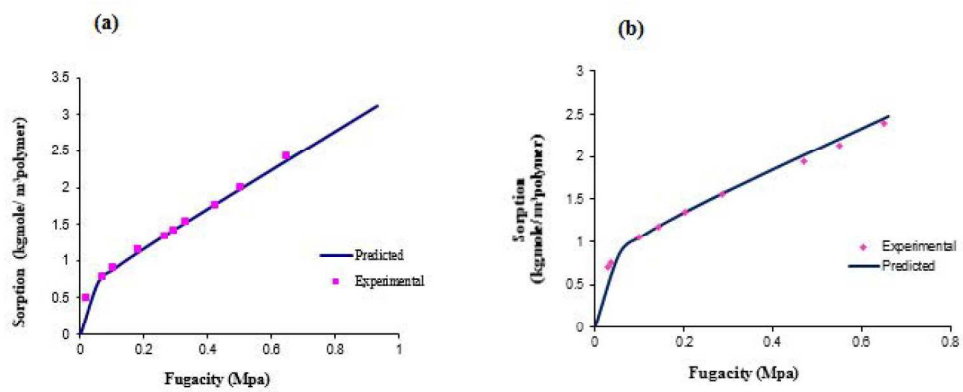 (a)
3.5
3
2.5
2
1.5
1
0.5
0
0 0.2 0.4 0.6 0.8 1
Sorption (kgmole/ m³polymer)
Fugacity (Mpa)
Predicted
Experimental
(b)
3
2.5
2
1.5
1
0.5
0
0 0.2 0.4 0.6 0.8
Sorption
(kgmole/m³polymer)
Fugacity (Mpa)
Experimental
Predicted